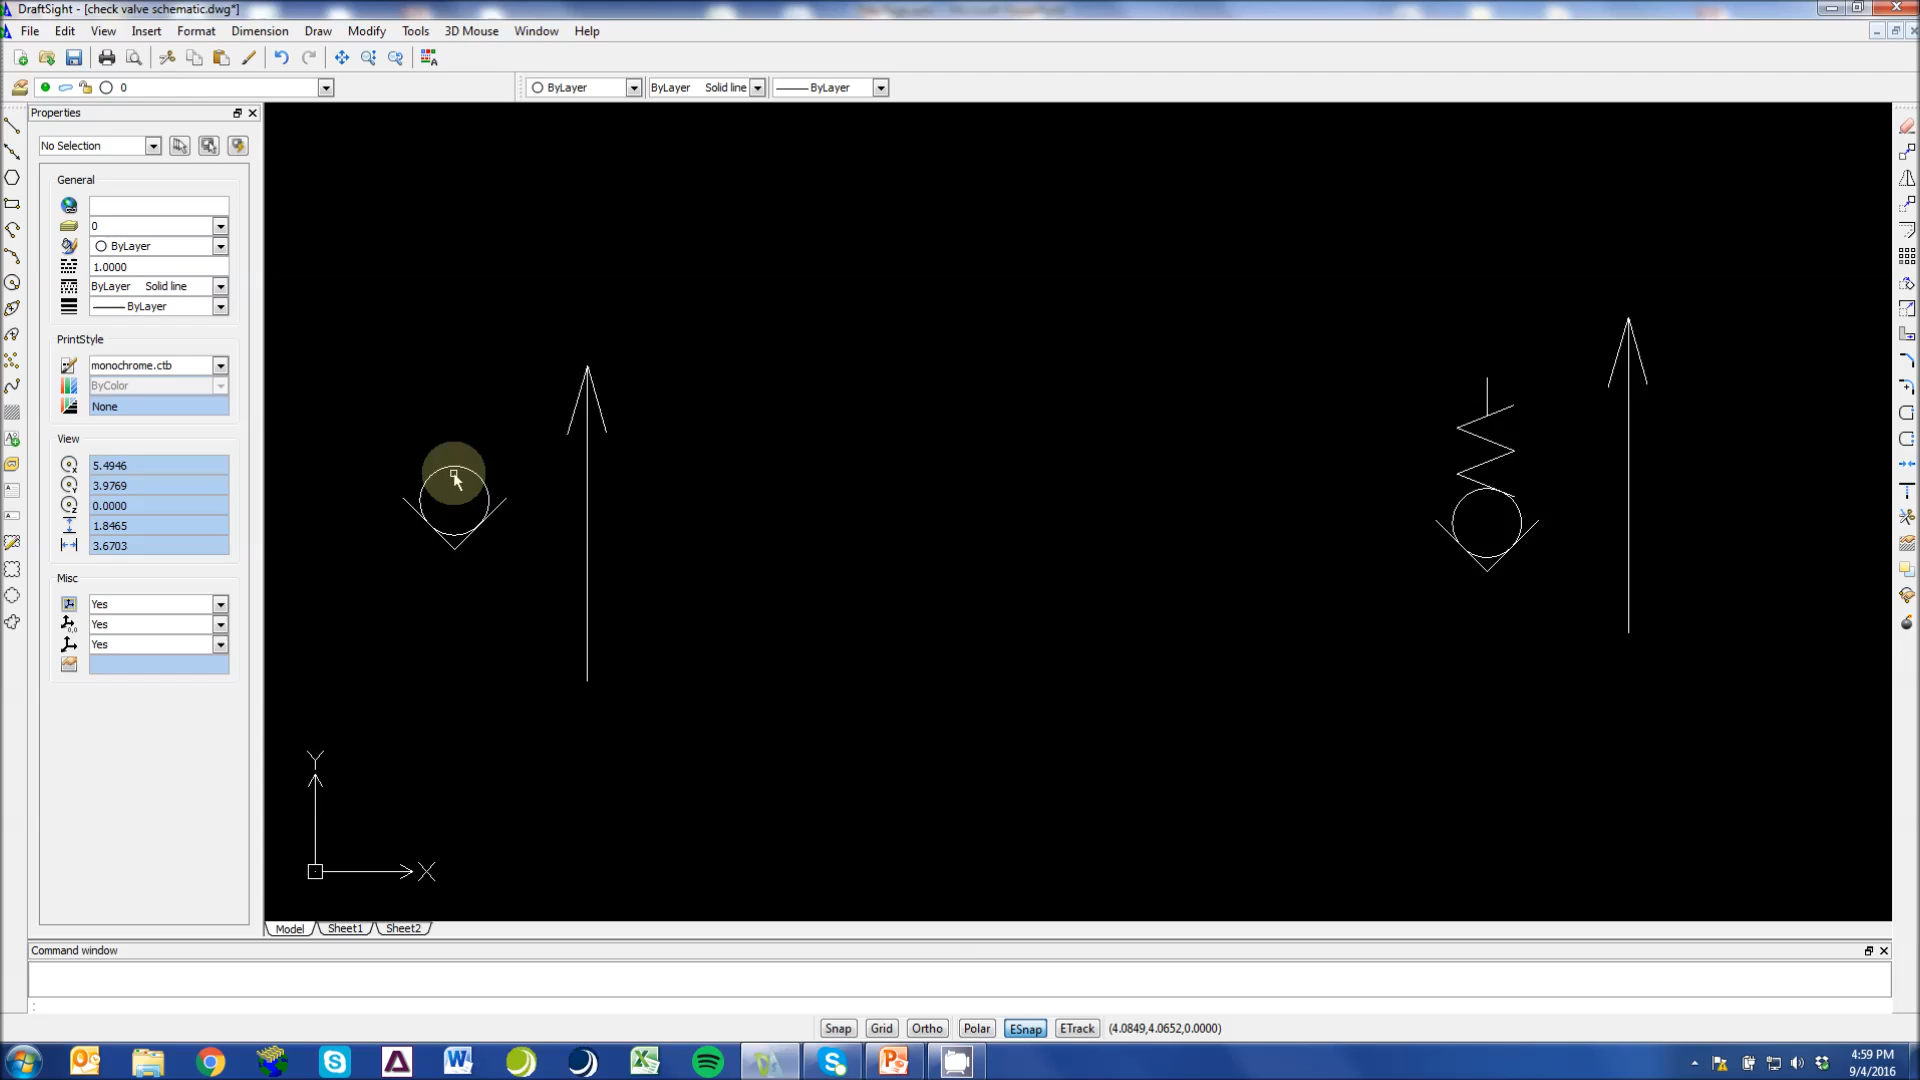 DraftSight - [check valve schematic.dwg*]
File Edit View Insert Format Dimension Draw Modify Tools 3D Mouse Window Help
0 ByLayer ByLayer Solid line ByLayer
Properties
No Selection
General
0
ByLayer
1.0000
ByLayer Solid line
ByLayer
PrintStyle
monochrome.ctb
ByColor
None
View
5.4946
3.9769
0.0000
1.8465
3.6703
Misc
Yes
Yes
Yes
Y
X
Model Sheet1 Sheet2
Command window
:
Snap Grid Ortho Polar ESnap ETrack (4.0849,4.0652,0.0000)
4:59 PM
9/4/2016